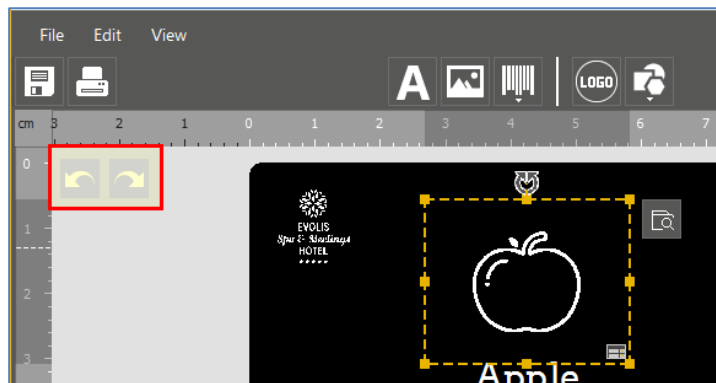 File Edit View
A LOGO
cm 3 2 1 0 1 2 3 4 5 6 7
0
1
2
3
EVOLIS
Spa & Meetings
HOTEL
Apple